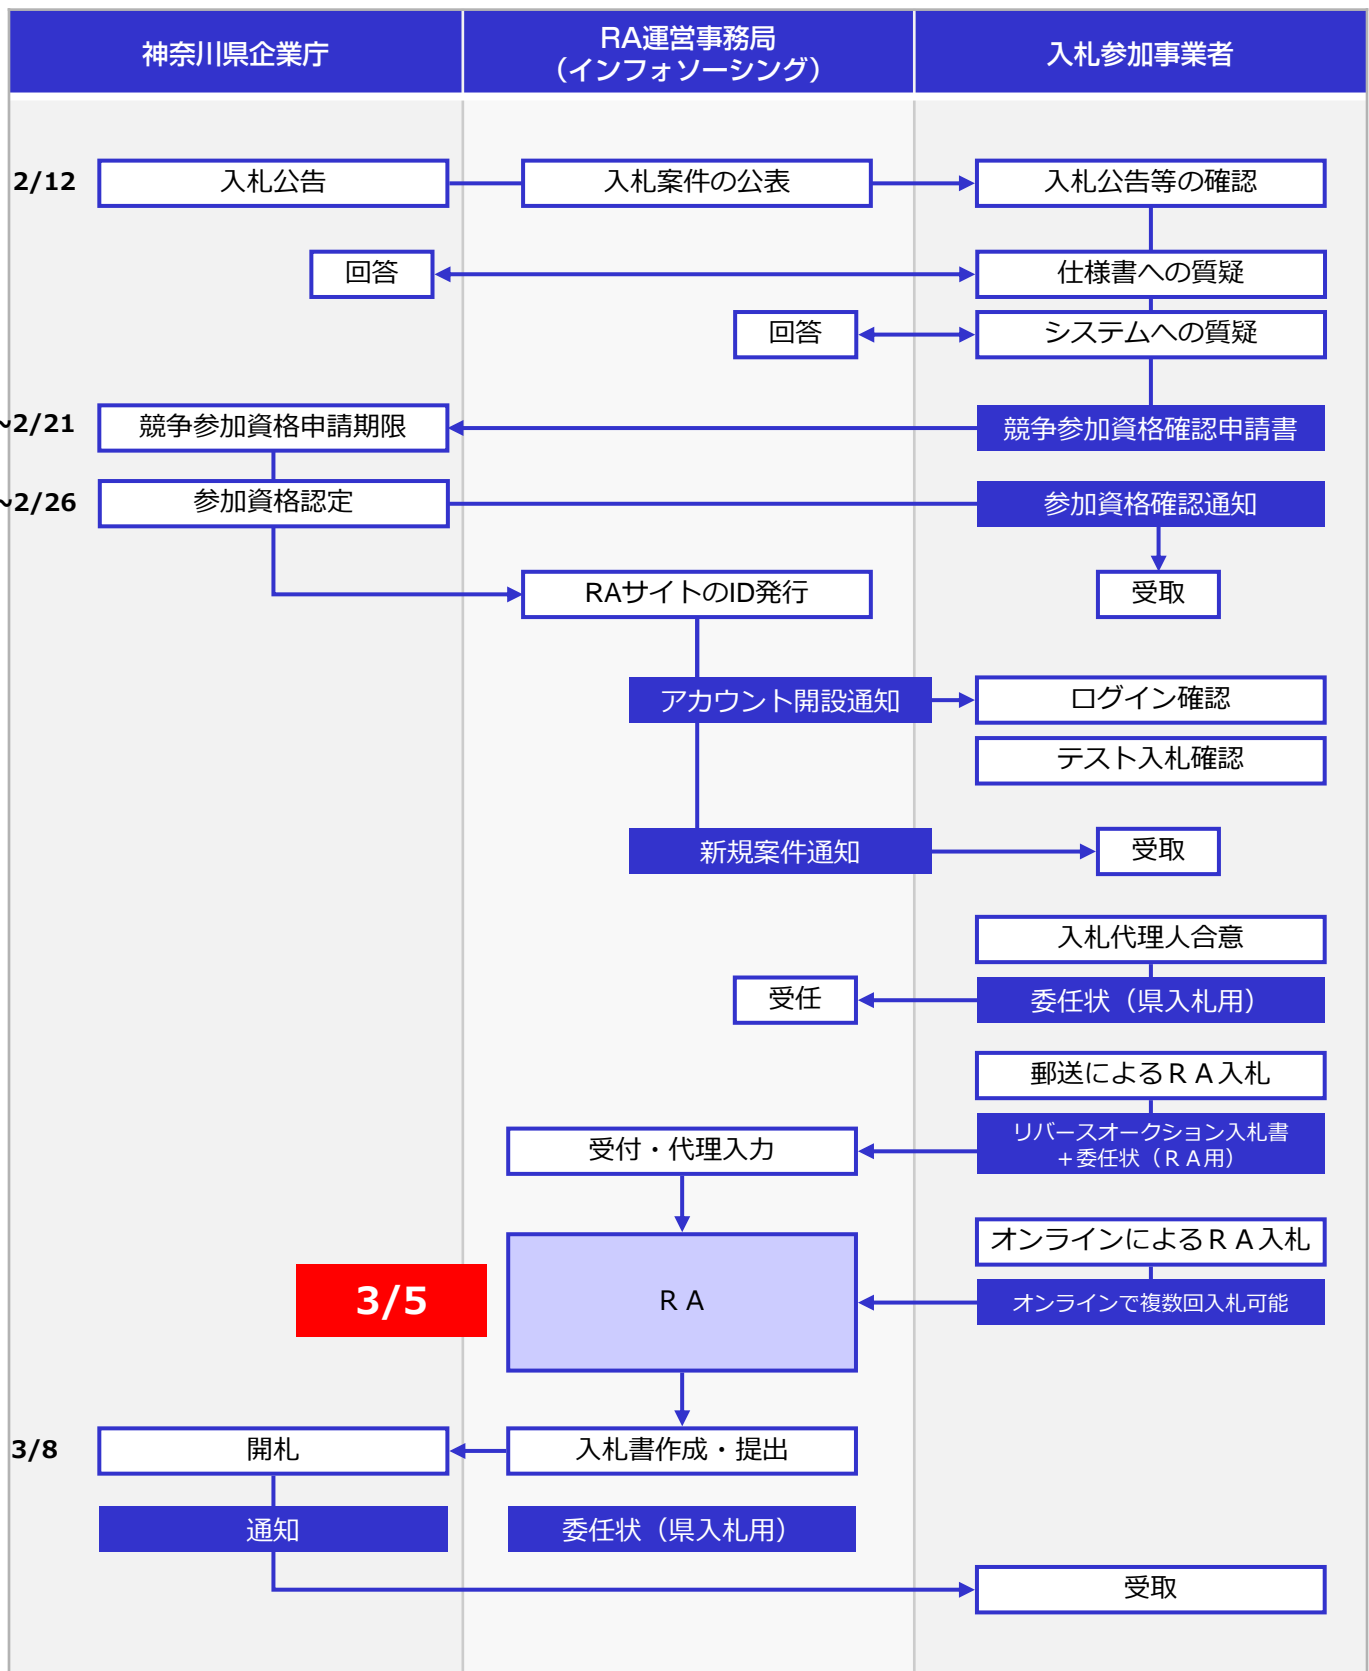 神奈川県企業庁
RA運営事務局
（インフォソーシング）
入札参加事業者
2/12
入札公告
入札案件の公表
入札公告等の確認
回答
仕様書への質疑
回答
システムへの質疑
~2/21
競争参加資格申請期限
競争参加資格確認申請書
~2/26
参加資格認定
参加資格確認通知
RAサイトのID発行
受取
アカウント開設通知
ログイン確認
テスト入札確認
新規案件通知
受取
入札代理人合意
受任
委任状（県入札用）
郵送によるＲＡ入札
受付・代理入力
リバースオークション入札書
＋委任状（ＲＡ用）
オンラインによるＲＡ入札
3/5
ＲＡ
オンラインで複数回入札可能
3/8
開札
入札書作成・提出
通知
委任状（県入札用）
受取